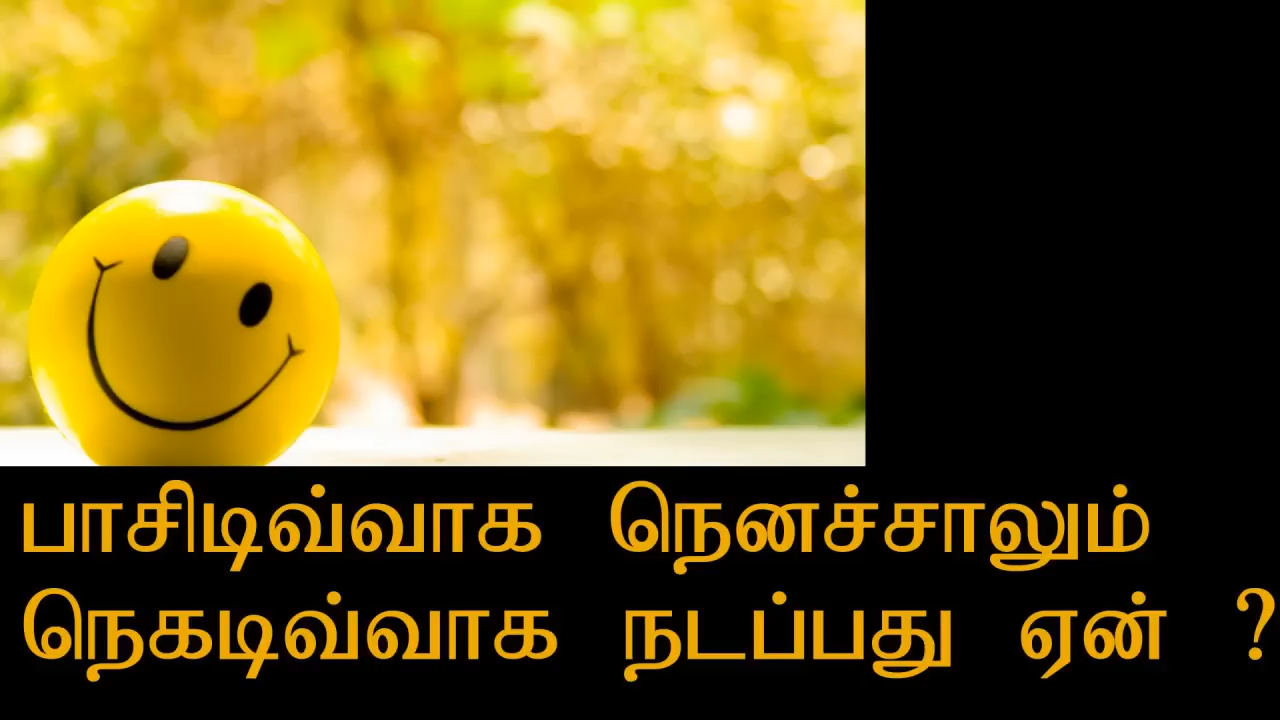 பாசிடிவ்வாக நெனச்சாலும்
நெகடிவ்வாக நடப்பது ஏன் ?